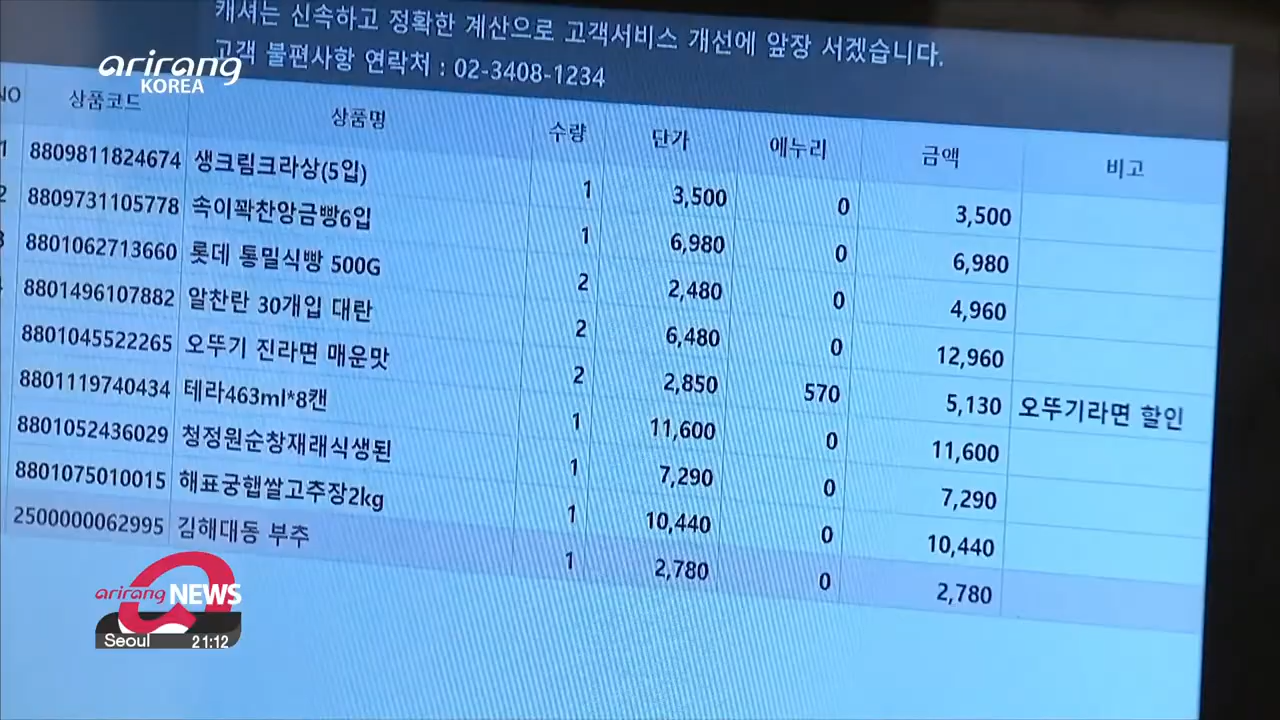 캐셔는 신속하고 정확한 계산으로 고객서비스 개선에 앞장 서겠습니다.
고객 불편사항 연락처 : 02-3408-1234
arirang
KOREA
NO 상품코드 상품명 수량 단가 에누리 금액 비고
1 8809811824674 생크림크라상(5입) 1 3,500 0 3,500
2 8809731105778 속이꽉찬앙금빵6입 1 6,980 0 6,980
3 8801062713660 롯데 통밀식빵 500G 2 2,480 0 4,960
8801496107882 알찬란 30개입 대란 2 6,480 0 12,960
8801045522265 오뚜기 진라면 매운맛 2 2,850 570 5,130 오뚜기라면 할인
8801119740434 테라463ml*8캔 1 11,600 0 11,600
8801052436029 청정원순창재래식생된 1 7,290 0 7,290
8801075010015 해표궁햅쌀고추장2kg 1 10,440 0 10,440
2500000062995 김해대동 부추 1 2,780 0 2,780
arirang NEWS
Seoul 21:12